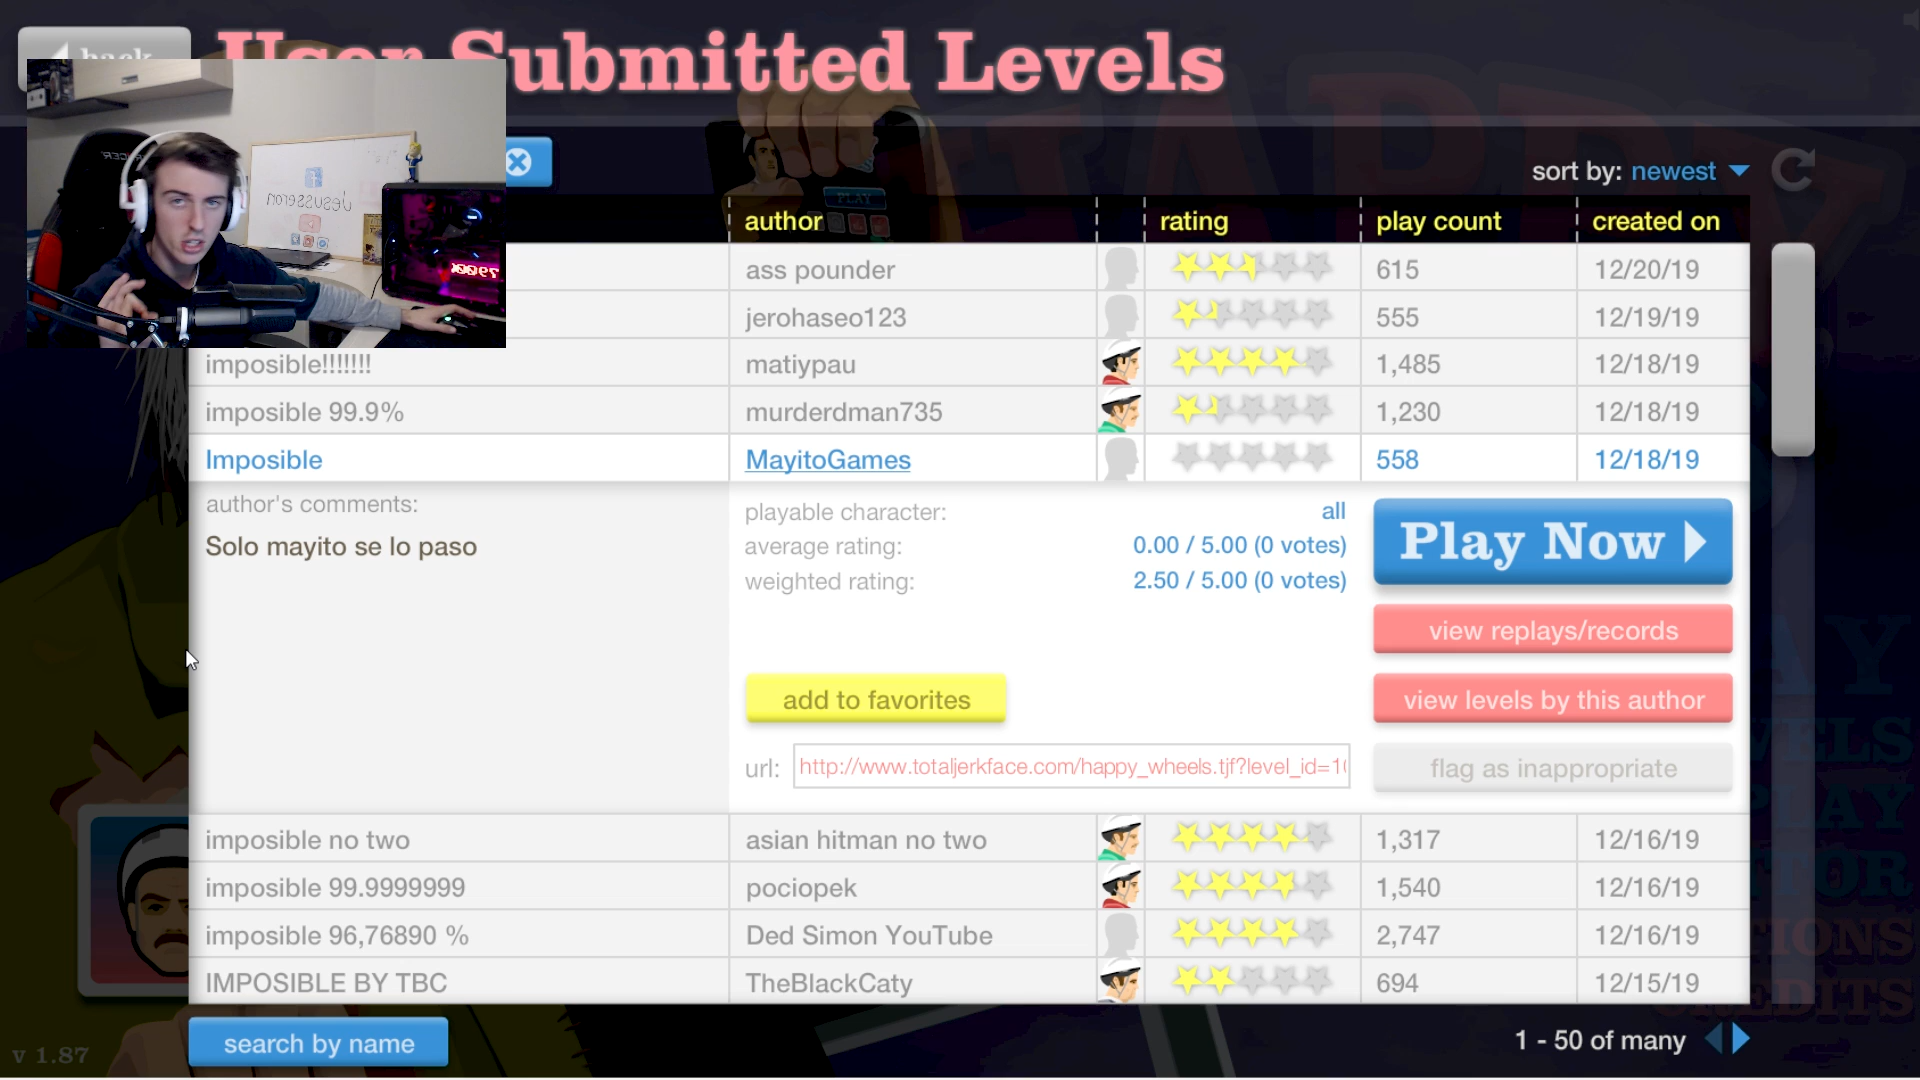 back
User Submitted Levels
Jesusseron
sort by: newest
author rating play count created on
ass pounder 615 12/20/19
jerohaseo123 555 12/19/19
imposible!!!!!!! matiypau 1,485 12/18/19
imposible 99.9% murderdman735 1,230 12/18/19
Imposible MayitoGames 558 12/18/19
author's comments:
Solo mayito se lo paso
playable character: all
average rating: 0.00 / 5.00 (0 votes)
weighted rating: 2.50 / 5.00 (0 votes)
Play Now
view replays/records
add to favorites
view levels by this author
url: http://www.totaljerkface.com/happy_wheels.tjf?level_id=1
flag as inappropriate
imposible no two asian hitman no two 1,317 12/16/19
imposible 99.9999999 pociopek 1,540 12/16/19
imposible 96,76890 % Ded Simon YouTube 2,747 12/16/19
IMPOSIBLE BY TBC TheBlackCaty 694 12/15/19
search by name
1 - 50 of many
v 1.87